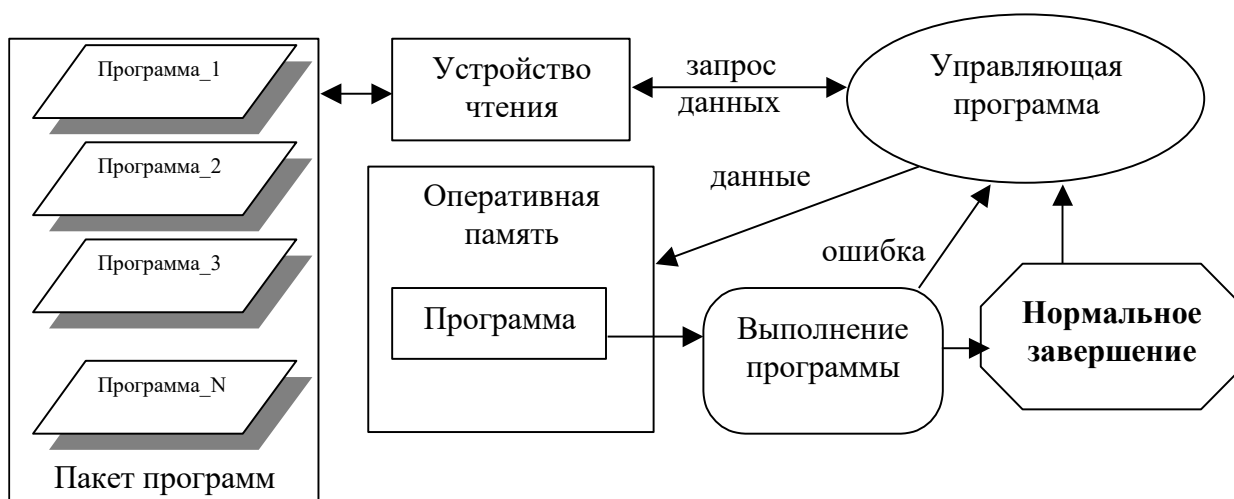 Программа_1
Программа_2
Программа_3
Программа_N
Пакет программ
Устройство
чтения
запрос
данных
Управляющая
программа
Оперативная
память
Программа
данные
ошибка
Выполнение
программы
Нормальное
завершение